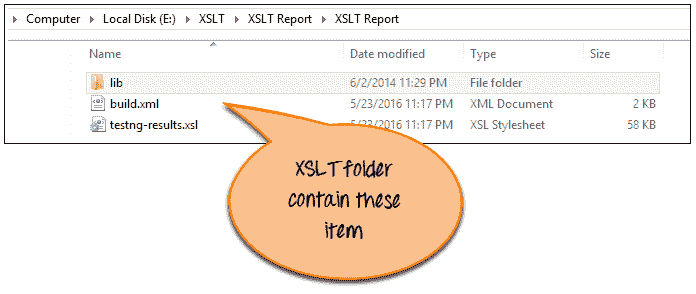 Computer Local Disk (E:) XSLT XSLT Report XSLT Report
Name Date modified Type Size
lib 6/2/2014 11:29 PM File folder
build.xml 5/23/2016 11:17 PM XML Document 2 KB
testng-results.xsl 5/23/2016 11:17 PM XSL Stylesheet 58 KB
XSLT folder
contain these
item